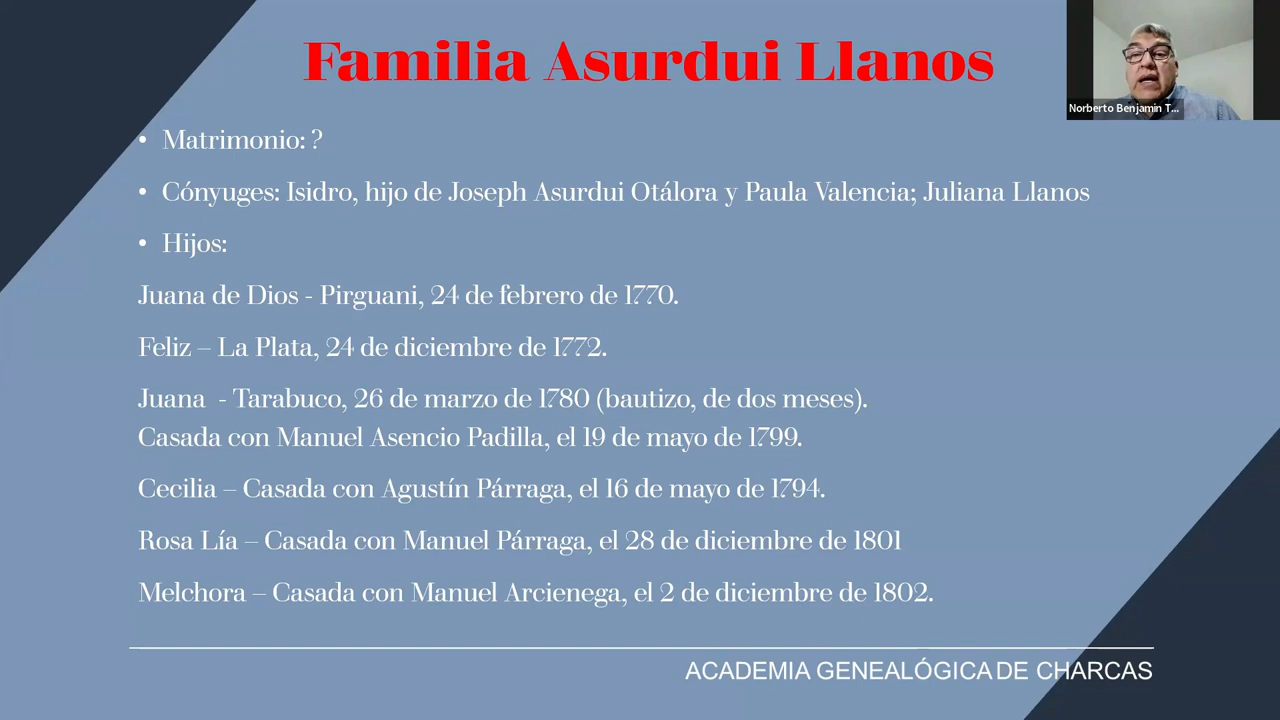 Familia Asurdui Llanos
Norberto Benjamin T...
• Matrimonio: ?
• Cónyuges: Isidro, hijo de Joseph Asurdui Otálora y Paula Valencia; Juliana Llanos
• Hijos:
Juana de Dios - Pirguani, 24 de febrero de 1770.
Feliz – La Plata, 24 de diciembre de 1772.
Juana - Tarabuco, 26 de marzo de 1780 (bautizo, de dos meses).
Casada con Manuel Asencio Padilla, el 19 de mayo de 1799.
Cecilia – Casada con Agustín Párraga, el 16 de mayo de 1794.
Rosa Lía – Casada con Manuel Párraga, el 28 de diciembre de 1801
Melchora – Casada con Manuel Arcienega, el 2 de diciembre de 1802.
ACADEMIA GENEALÓGICA DE CHARCAS